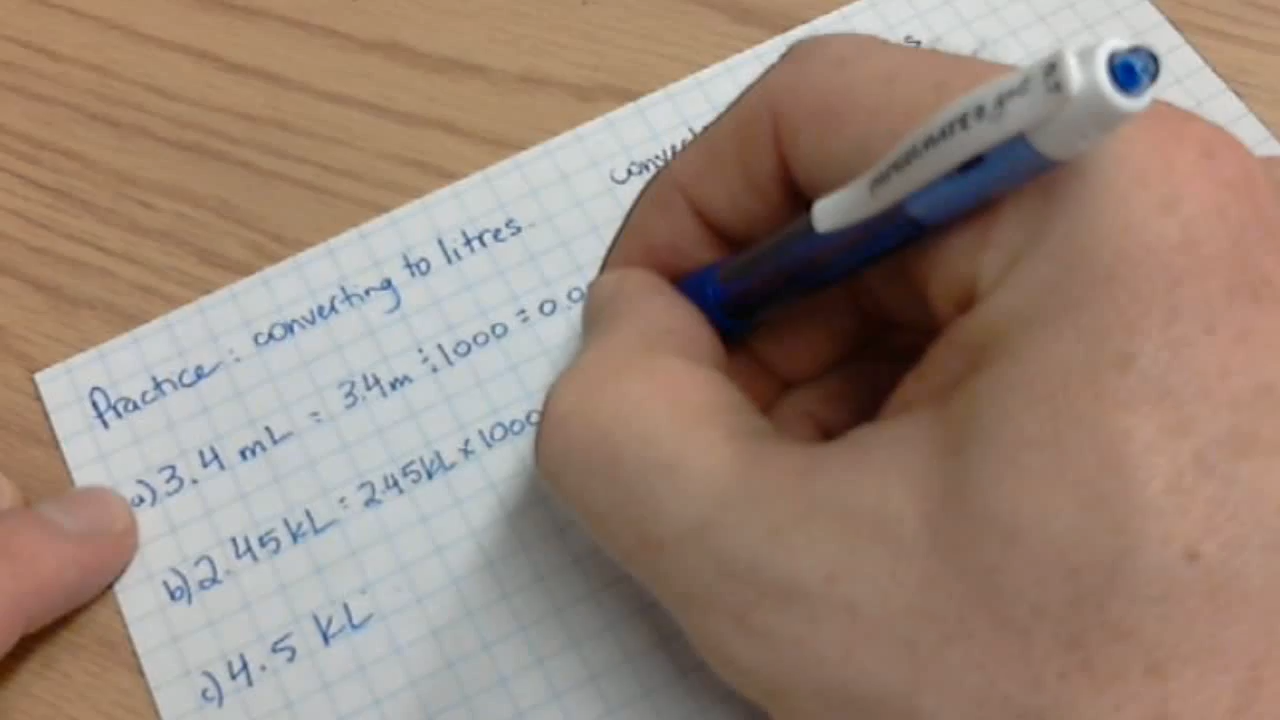 Practice: converting to litres
a) 3.4 mL = 3.4m ÷ 1000 = 0.0
b) 2.45 kL = 2.45kL x 1000
c) 4.5 kL